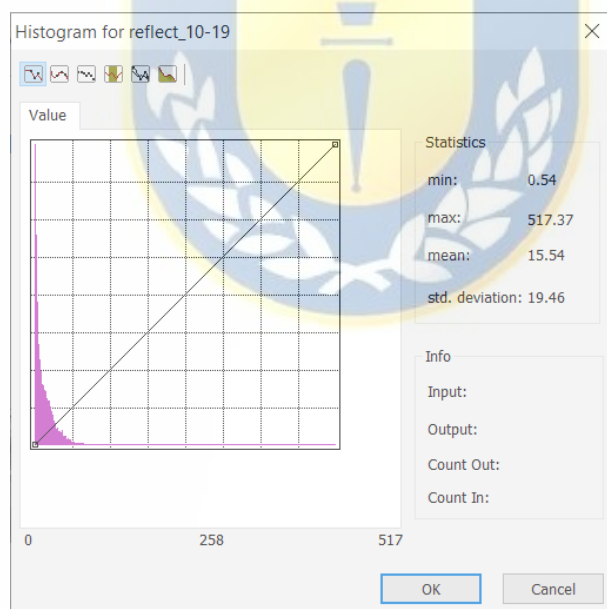 Histogram for reflect_10-19
Value
Statistics
min: 0.54
max: 517.37
mean: 15.54
std. deviation: 19.46
Info
Input:
Output:
Count Out:
Count In:
0 258 517
OK Cancel